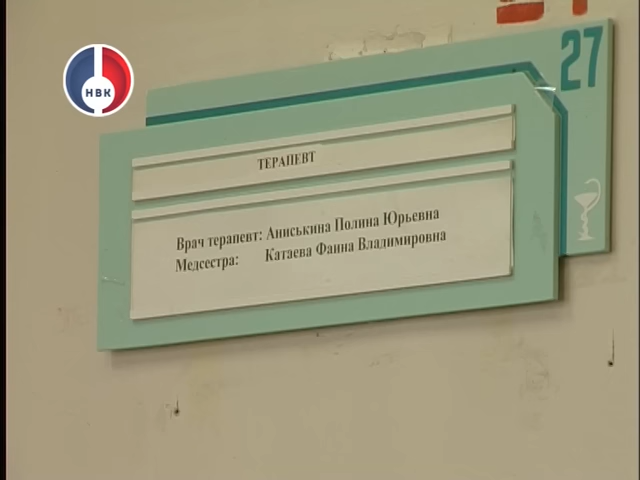 НВК
27
ТЕРАПЕВТ
Врач терапевт: Аниськина Полина Юрьевна
Медсестра: Катаева Фаина Владимировна